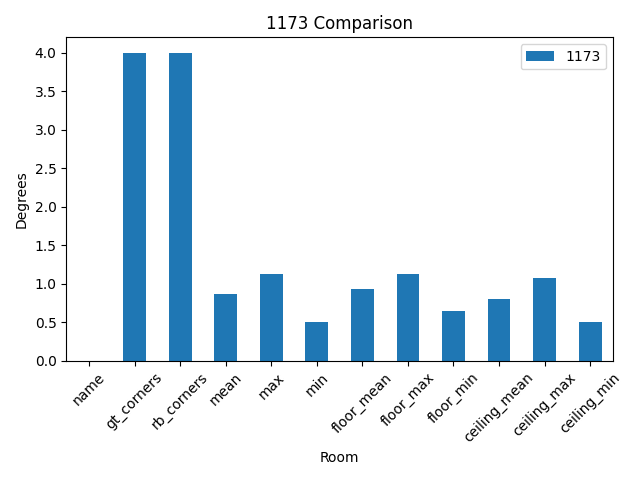 1173 Comparison
1173
Degrees
4.0
3.5
3.0
2.5
2.0
1.5
1.0
0.5
0.0
name
gt_corners
rb_corners
mean
max
min
floor_mean
floor_max
floor_min
ceiling_mean
ceiling_max
ceiling_min
Room